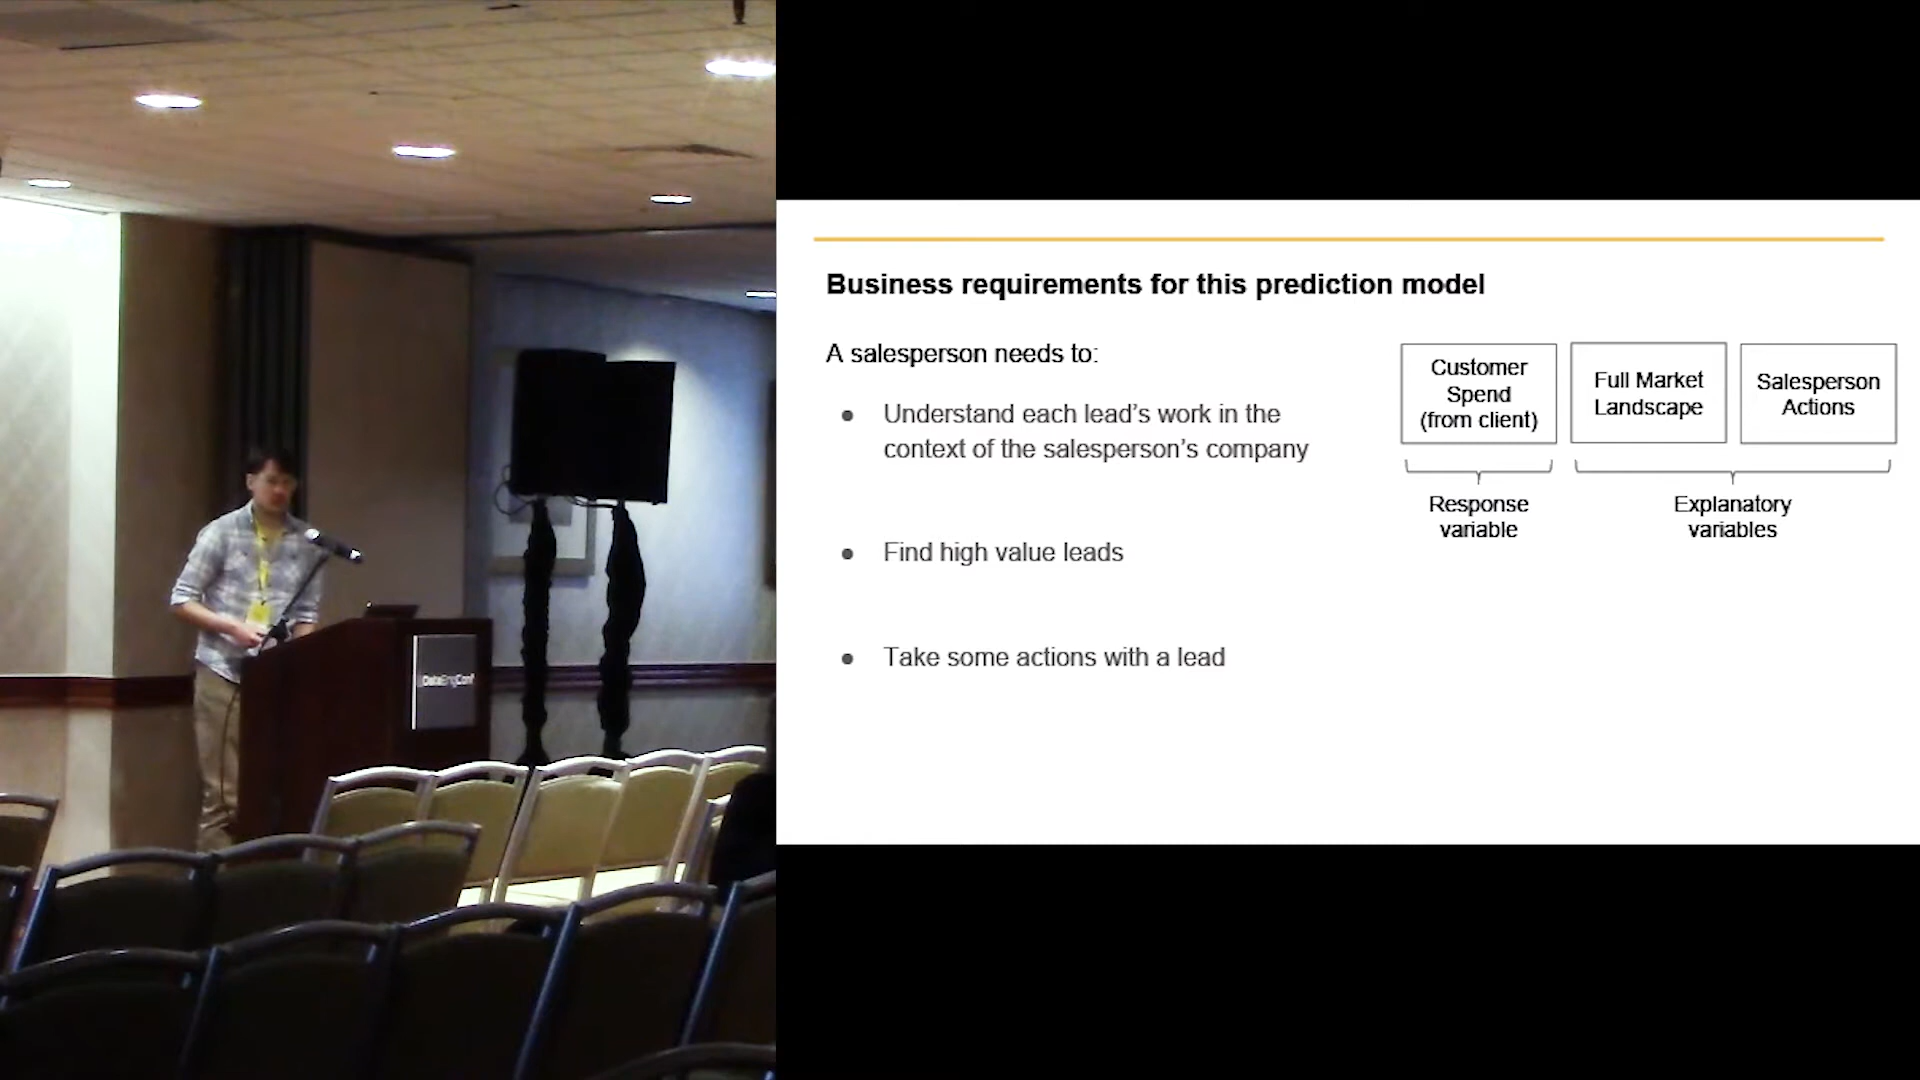 DataEngConf
Business requirements for this prediction model
A salesperson needs to:
● Understand each lead's work in the
context of the salesperson's company
● Find high value leads
● Take some actions with a lead
Customer
Spend
(from client)
Full Market
Landscape
Salesperson
Actions
Response
variable
Explanatory
variables